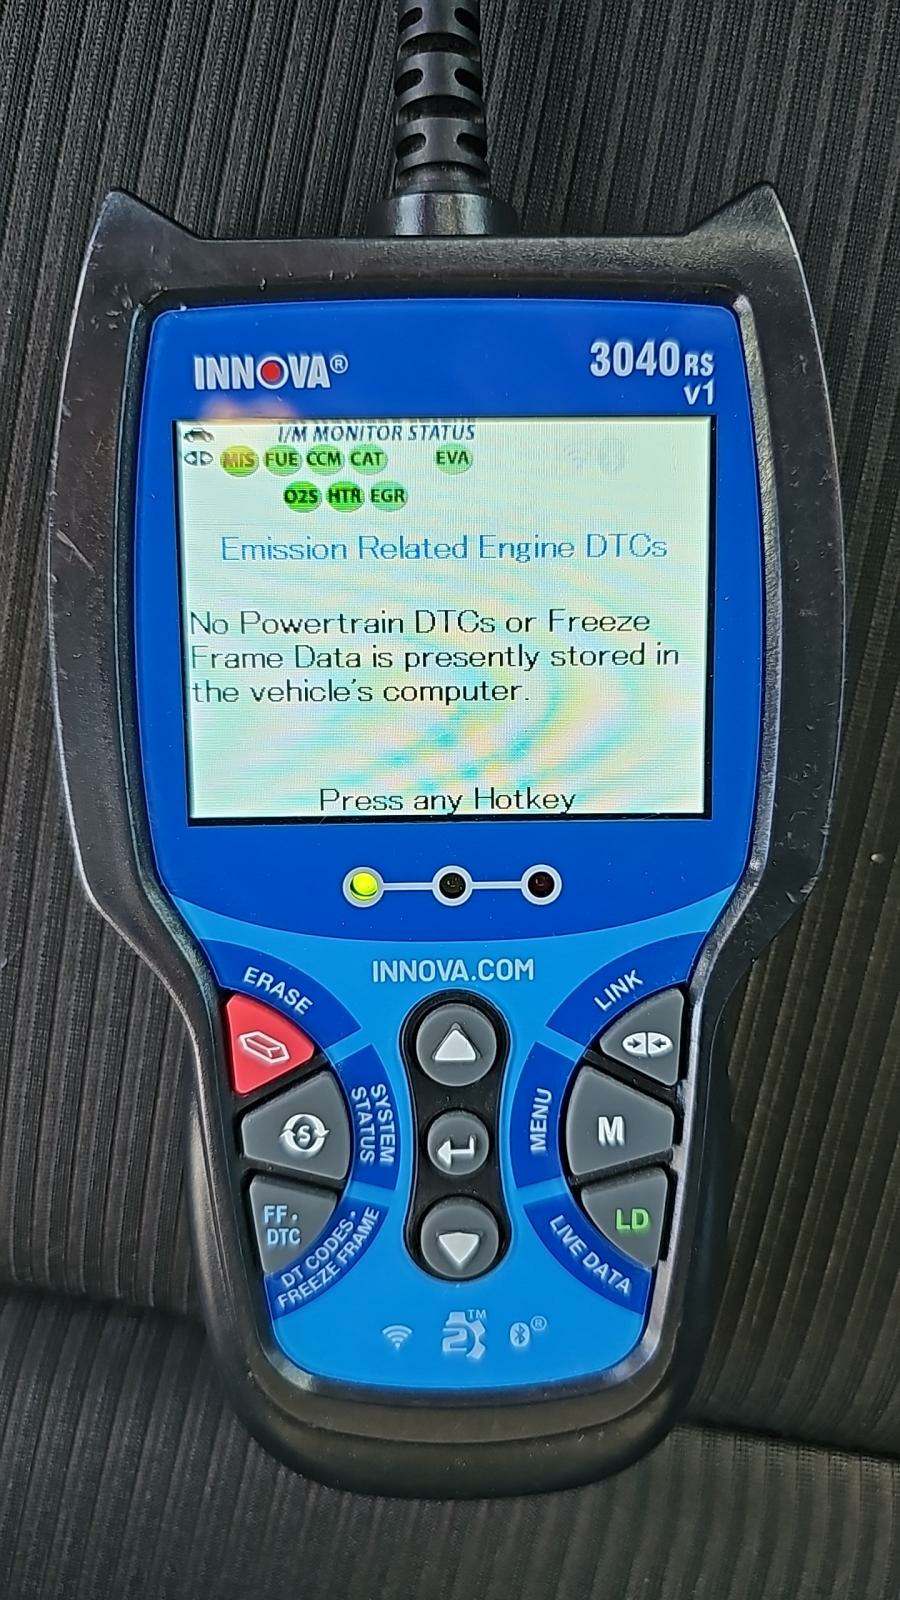 INNOVA®
3040RS
v1
I/M MONITOR STATUS
MIS FUE CCM CAT EVA
O2S HTR EGR
Emission Related Engine DTCs
No Powertrain DTCs or Freeze
Frame Data is presently stored in
the vehicle's computer.
Press any Hotkey
INNOVA.COM
ERASE
LINK
S
SYSTEM
STATUS
MENU
M
FF•
DTC
DT CODES•
FREEZE FRAME
LIVE DATA
LD
2 ™
®